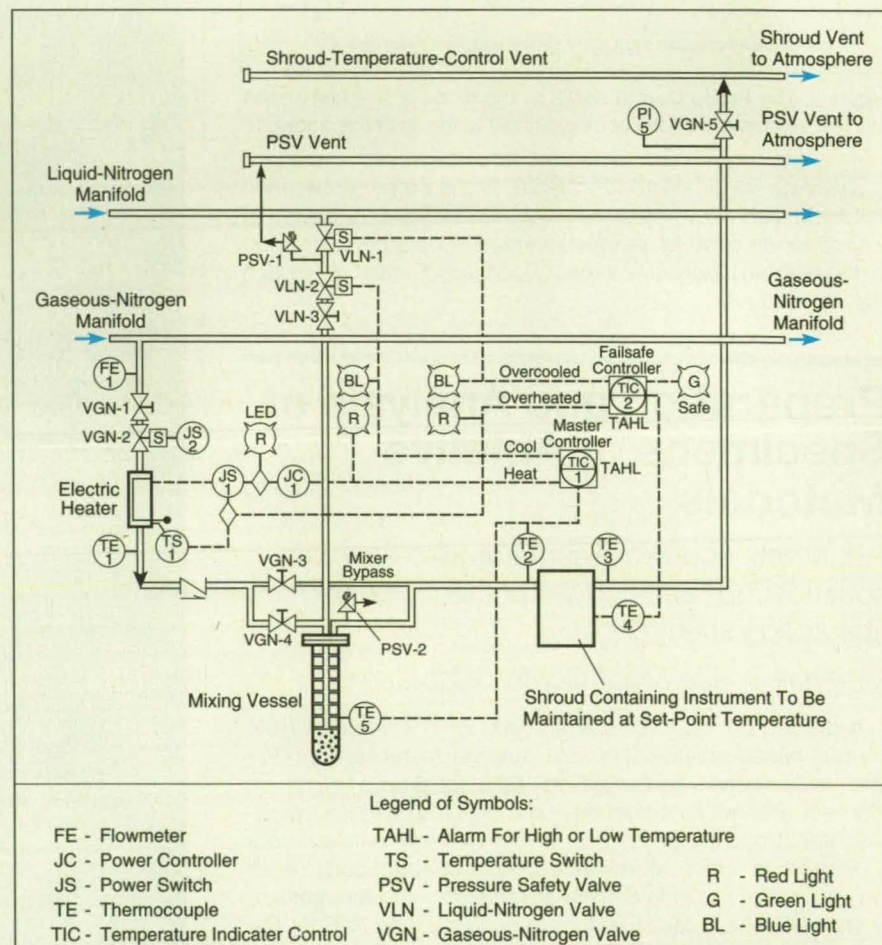 Shroud Vent
to Atmosphere
Shroud-Temperature-Control Vent
PI
5
VGN-5
PSV Vent to
Atmosphere
PSV Vent
Liquid-Nitrogen
Manifold
S
PSV-1
VLN-1
VLN-2
S
VLN-3
Gaseous-Nitrogen
Manifold
Gaseous-
Nitrogen
Manifold
FE
1
VGN-1
VGN-2
S
JS
2
LED
R
BL
R
BL
R
Overcooled
Overheated
Failsafe
Controller
TIC
2
TAHL
G
Safe
Master
Controller
Cool
Heat
TIC
1
TAHL
Electric
Heater
JS
1
JC
1
TE
1
TS
1
VGN-3
Mixer
Bypass
VGN-4
PSV-2
TE
2
TE
3
TE
4
Mixing Vessel
TE
5
Shroud Containing Instrument To Be
Maintained at Set-Point Temperature
Legend of Symbols:
FE - Flowmeter
JC - Power Controller
JS - Power Switch
TE - Thermocouple
TIC - Temperature Indicater Control
TAHL - Alarm For High or Low Temperature
TS - Temperature Switch
PSV - Pressure Safety Valve
VLN - Liquid-Nitrogen Valve
VGN - Gaseous-Nitrogen Valve
R - Red Light
G - Green Light
BL - Blue Light